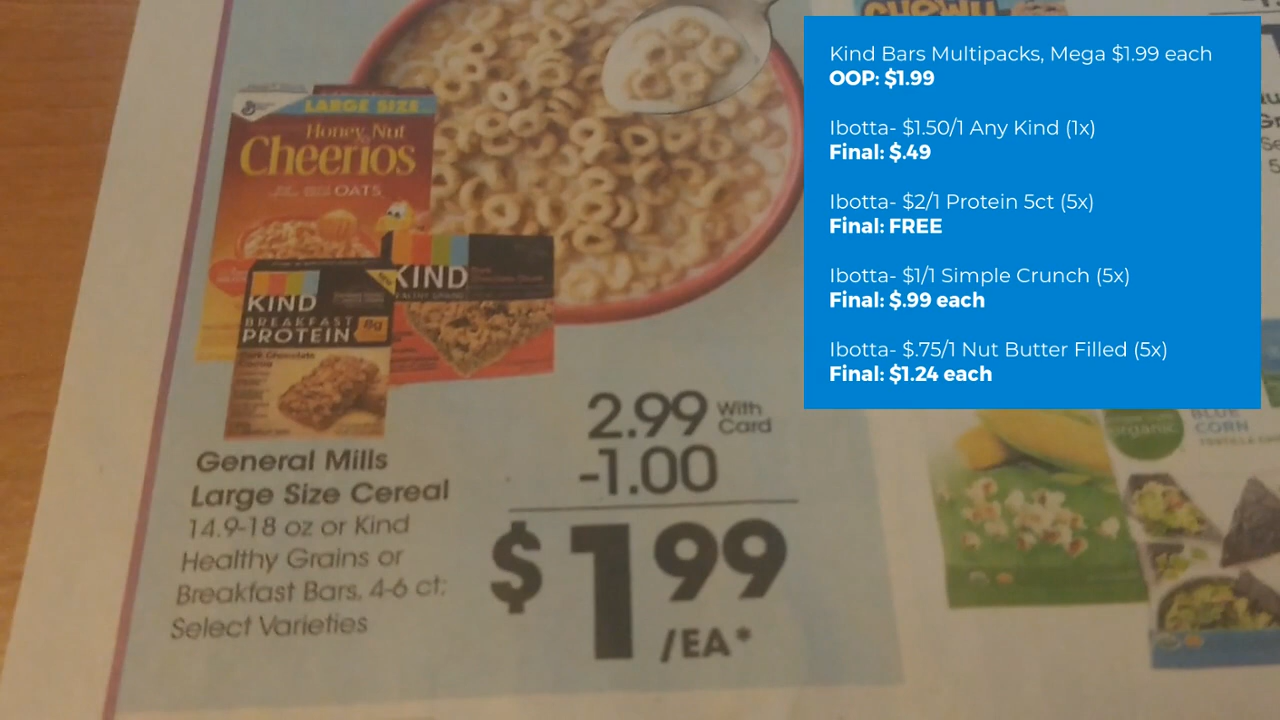 LARGE SIZE
Honey Nut
Cheerios
OATS
KIND
KIND
BREAKFAST
PROTEIN
8g
Dark Chocolate
General Mills
Large Size Cereal
14.9-18 oz or Kind
Healthy Grains or
Breakfast Bars, 4-6 ct;
Select Varieties
2.99 With Card
-1.00
$1.99
/EA*
Kind Bars Multipacks, Mega $1.99 each
OOP: $1.99
Ibotta- $1.50/1 Any Kind (1x)
Final: $.49
Ibotta- $2/1 Protein 5ct (5x)
Final: FREE
Ibotta- $1/1 Simple Crunch (5x)
Final: $.99 each
Ibotta- $.75/1 Nut Butter Filled (5x)
Final: $1.24 each
CHEWY
organic
BLUE
CORN